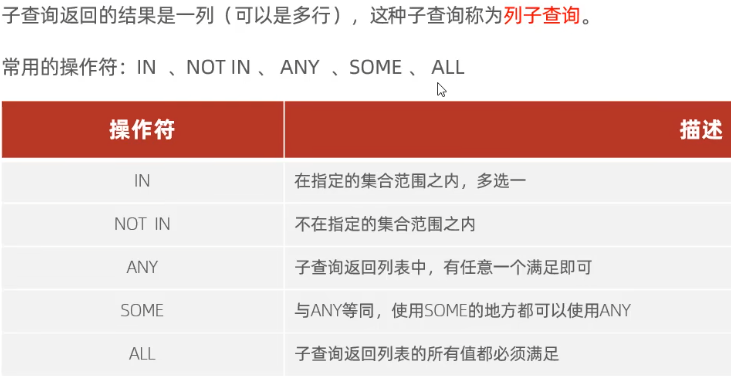 子查询返回的结果是一列（可以是多行），这种子查询称为列子查询。
常用的操作符：IN 、NOT IN 、 ANY 、SOME 、 ALL
操作符 描述
IN 在指定的集合范围之内，多选一
NOT IN 不在指定的集合范围之内
ANY 子查询返回列表中，有任意一个满足即可
SOME 与ANY等同，使用SOME的地方都可以使用ANY
ALL 子查询返回列表的所有值都必须满足